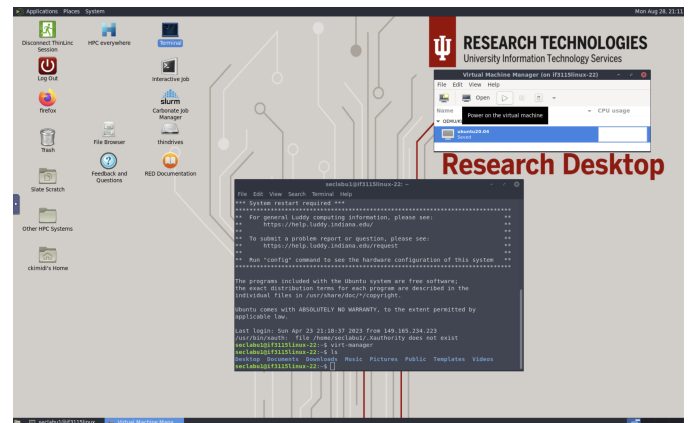 Applications Places System
Mon Aug 28, 21:11
Disconnect ThinLinc
Session
HPC everywhere
Terminal
Log Out
Interactive Job
firefox
slurm
Carbonate Job
Manager
Trash
File Browser
thindrives
Slate Scratch
Feedback and
Questions
RED Documentation
Other HPC Systems
ckimidi's Home
RESEARCH TECHNOLOGIES
University Information Technology Services
Research Desktop
Virtual Machine Manager (on if3115linux-22)
File Edit View Help
Open
Name
CPU usage
QEMU/K
Power on the virtual machine
ubuntu20.04
Saved
seclabu1@if3115linux-22: ~
File Edit View Search Terminal Help
*** System restart required ***
** For general Luddy computing information, please see: **
** https://help.luddy.indiana.edu/ **
** **
** To submit a problem report or question, please see: **
** https://help.luddy.indiana.edu/request **
** **
** Run "config" command to see the hardware configuration of this system **
The programs included with the Ubuntu system are free software;
the exact distribution terms for each program are described in the
individual files in /usr/share/doc/*/copyright.
Ubuntu comes with ABSOLUTELY NO WARRANTY, to the extent permitted by
applicable law.
Last login: Sun Apr 23 21:18:37 2023 from 149.165.234.223
/usr/bin/xauth: file /home/seclabu1/.Xauthority does not exist
seclabu1@if3115linux-22:~$ virt-manager
seclabu1@if3115linux-22:~$ ls
Desktop Documents Downloads Music Pictures Public Templates Videos
seclabu1@if3115linux-22:~$
seclabu1@if3115linux
Virtual Machine Mana